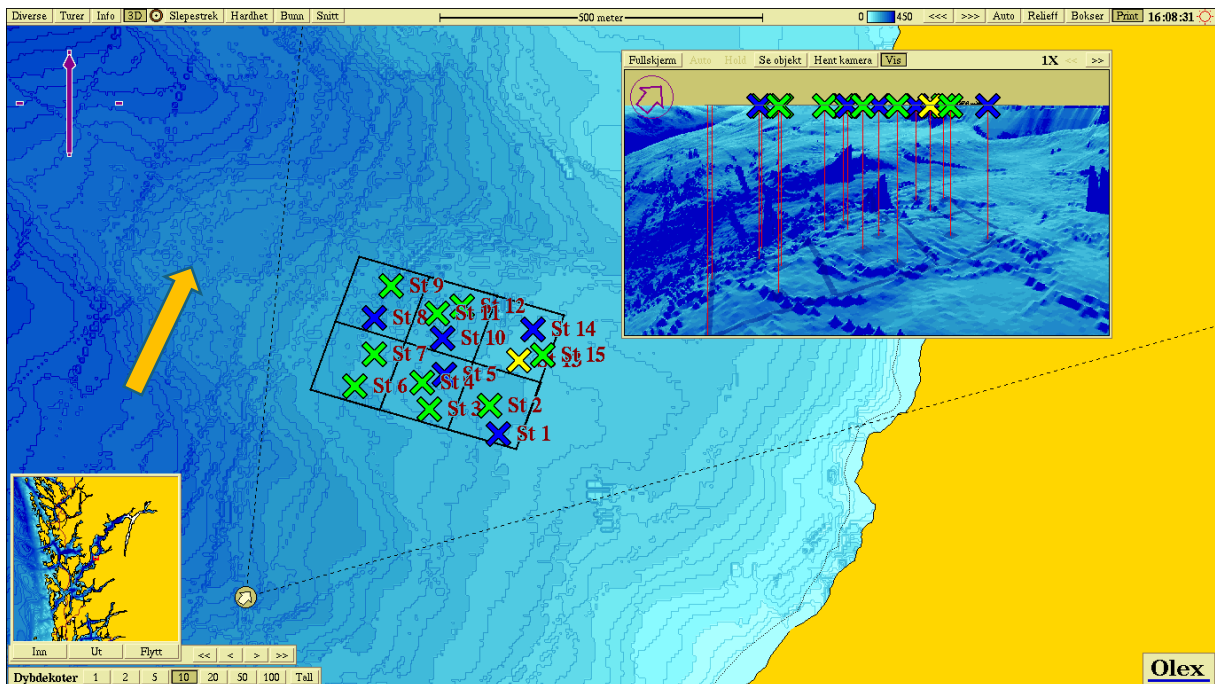 Diverse Turer Info 3D Slepestrek Hardhet Bunn Snitt 500 meter 0 450 <<< >>> Auto Relieff Bokser Print 16:08:31
Fullskjerm Auto Hold Se objekt Hent kamera Vis 1X << >>
St 9
St 12
St 11
St 8
St 14
St 10
St 15
St 7
St 5
St 4
St 6
St 2
St 3
St 1
Inn Ut Flytt << < > >>
Dybdekoter 1 2 5 10 20 50 100 Tall
Olex